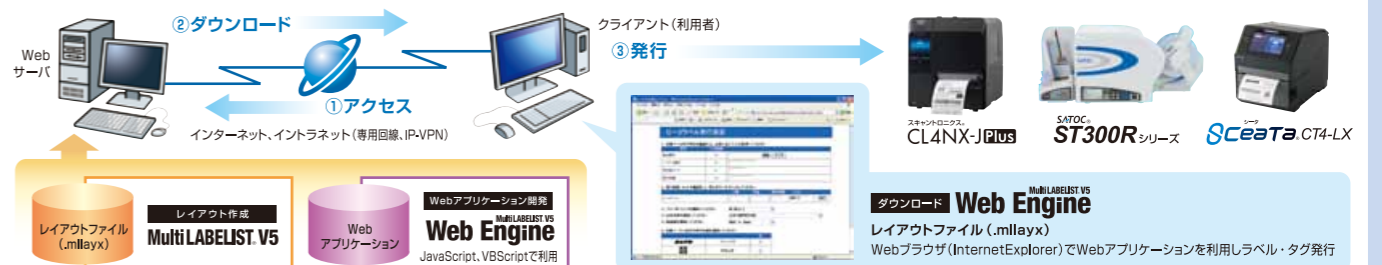 ②ダウンロード
クライアント（利用者）
Web
サーバ
③発行
①アクセス
インターネット、イントラネット（専用回線、IP-VPN）
スキャントロニクス®
CL4NX-J Plus
SATOC®
ST300Rシリーズ
シータ
SCeaTa® CT4-LX
レイアウトファイル
（.mllayx）
レイアウト作成
Multi LABELIST® V5
Web
アプリケーション
Webアプリケーション開発
MultiLABELIST V5
Web Engine
JavaScript、VBScriptで利用
ダウンロード
MultiLABELIST V5
Web Engine
レイアウトファイル（.mllayx）
Webブラウザ（InternetExplorer）でWebアプリケーションを利用しラベル・タグ発行